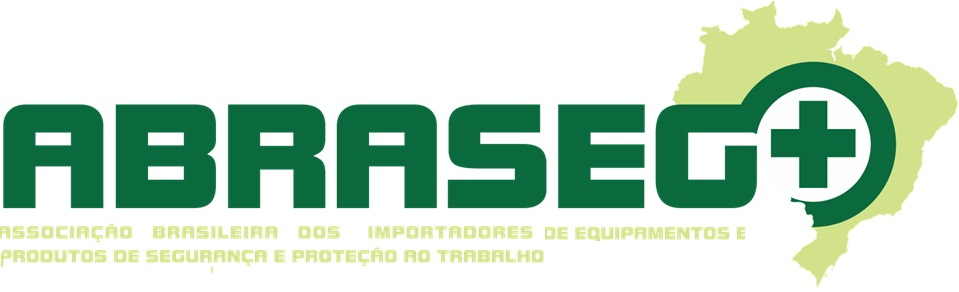 ABRASEG
ASSOCIAÇÃO BRASILEIRA DOS IMPORTADORES DE EQUIPAMENTOS E
PRODUTOS DE SEGURANÇA E PROTEÇÃO AO TRABALHO